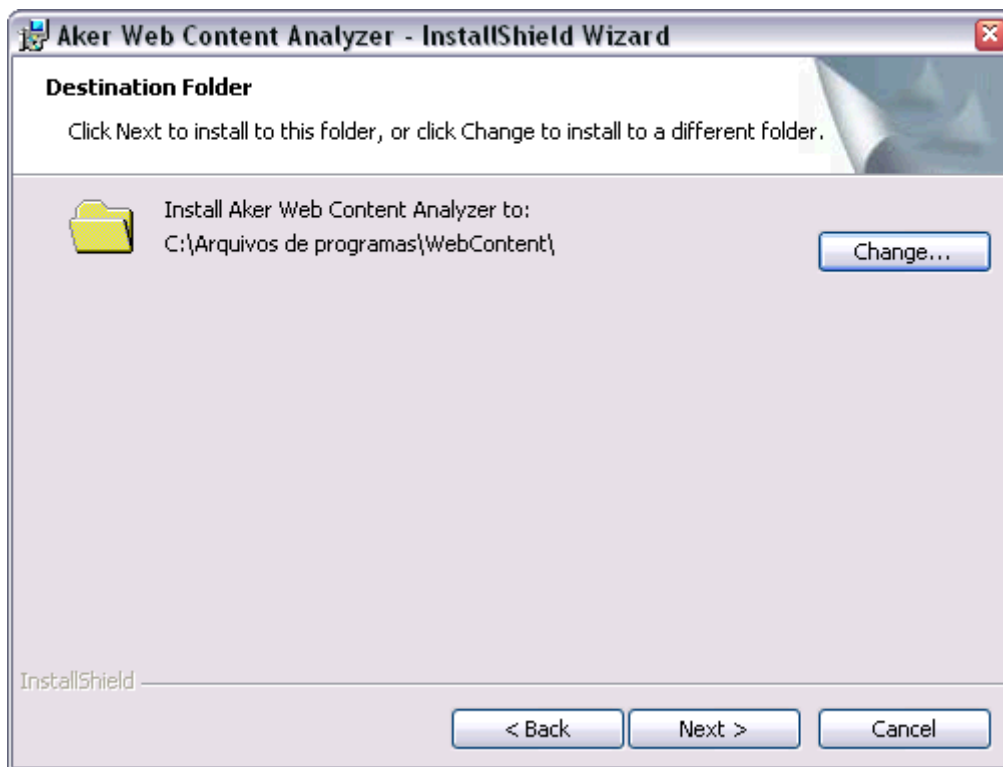 Aker Web Content Analyzer - InstallShield Wizard
Destination Folder
Click Next to install to this folder, or click Change to install to a different folder.
Install Aker Web Content Analyzer to:
C:\Arquivos de programas\WebContent\
Change...
InstallShield
< Back
Next >
Cancel